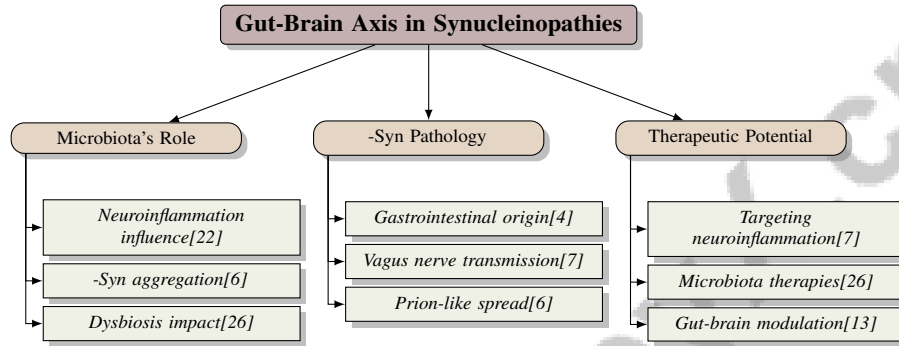 Gut-Brain Axis in Synucleinopathies
Microbiota's Role
Neuroinflammation
influence[22]
-Syn aggregation[6]
Dysbiosis impact[26]
-Syn Pathology
Gastrointestinal origin[4]
Vagus nerve transmission[7]
Prion-like spread[6]
Therapeutic Potential
Targeting
neuroinflammation[7]
Microbiota therapies[26]
Gut-brain modulation[13]